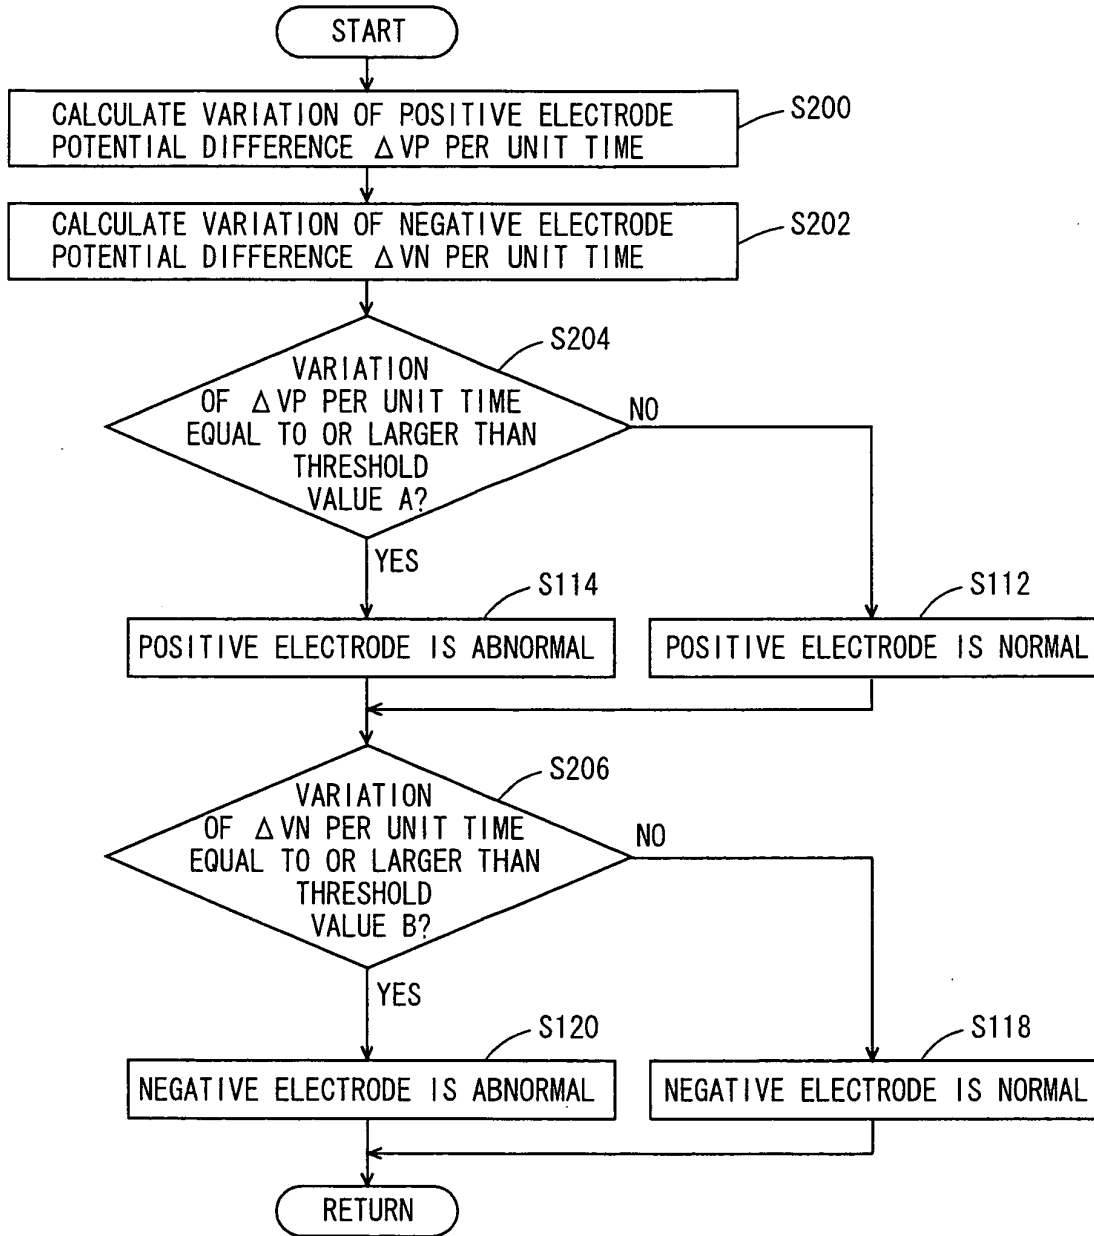 START
CALCULATE VARIATION OF POSITIVE ELECTRODE
POTENTIAL DIFFERENCE ΔVP PER UNIT TIME
S200
CALCULATE VARIATION OF NEGATIVE ELECTRODE
POTENTIAL DIFFERENCE ΔVN PER UNIT TIME
S202
S204
VARIATION
OF ΔVP PER UNIT TIME
EQUAL TO OR LARGER THAN
THRESHOLD
VALUE A?
NO
YES
S114
S112
POSITIVE ELECTRODE IS ABNORMAL
POSITIVE ELECTRODE IS NORMAL
S206
VARIATION
OF ΔVN PER UNIT TIME
EQUAL TO OR LARGER THAN
THRESHOLD
VALUE B?
NO
YES
S120
S118
NEGATIVE ELECTRODE IS ABNORMAL
NEGATIVE ELECTRODE IS NORMAL
RETURN